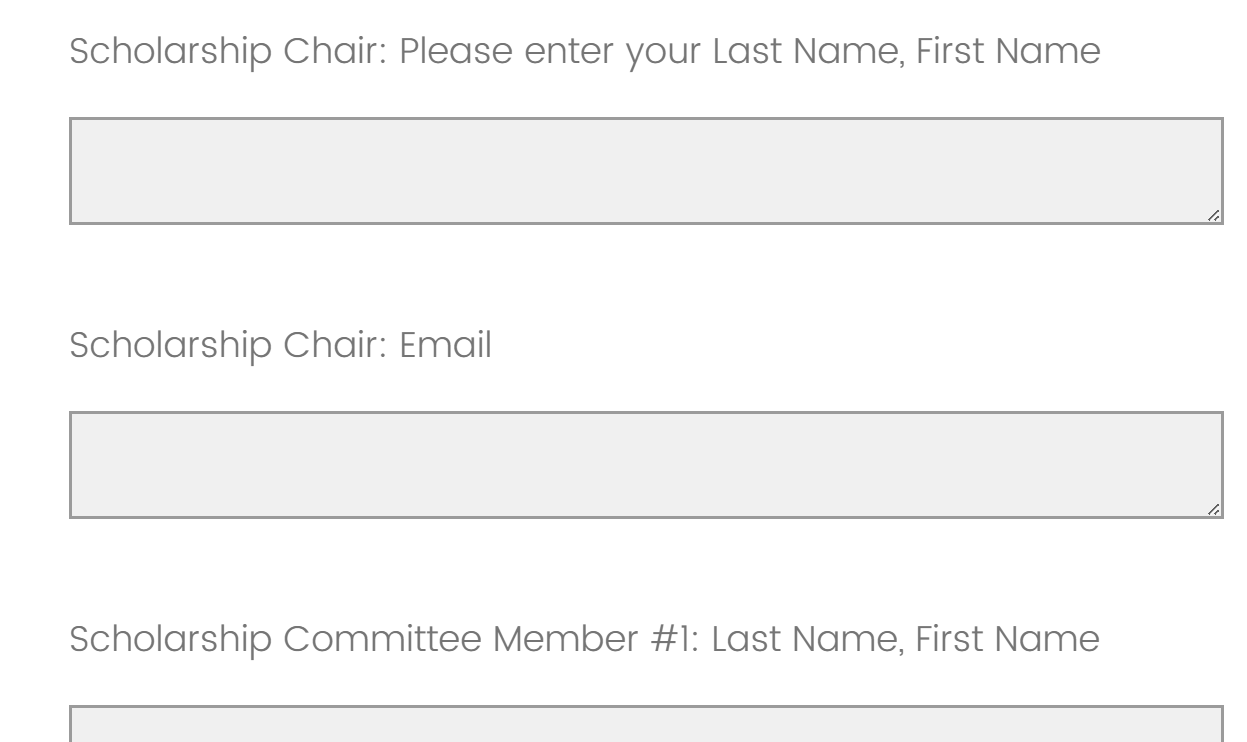 Scholarship Chair: Please enter your Last Name, First Name
Scholarship Chair: Email
Scholarship Committee Member #1: Last Name, First Name